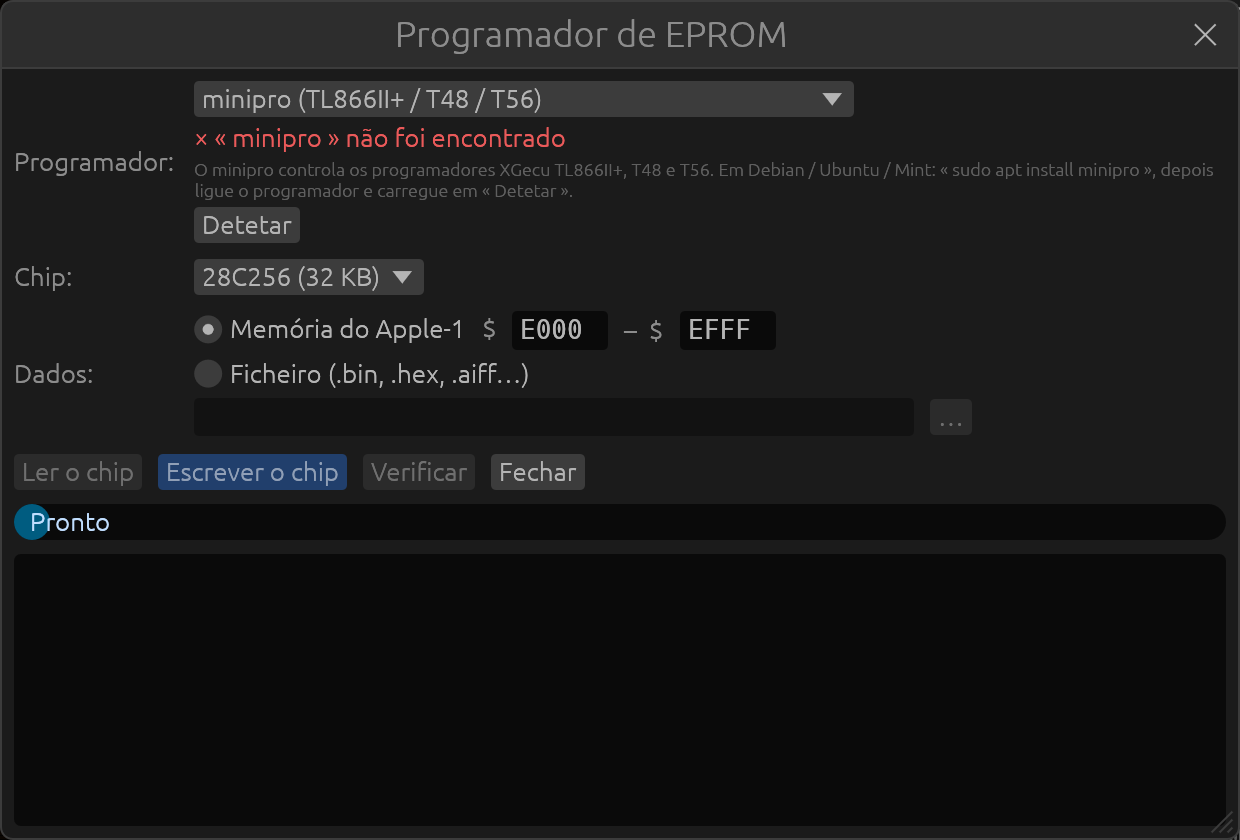 Programador de EPROM
Programador:
minipro (TL866II+ / T48 / T56)
× « minipro » não foi encontrado
O minipro controla os programadores XGecu TL866II+, T48 e T56. Em Debian / Ubuntu / Mint: « sudo apt install minipro », depois
ligue o programador e carregue em « Detetar ».
Detetar
Chip:
28C256 (32 KB)
Dados:
Memória do Apple-1 $ E000 – $ EFFF
Ficheiro (.bin, .hex, .aiff…)
...
Ler o chip Escrever o chip Verificar Fechar
Pronto